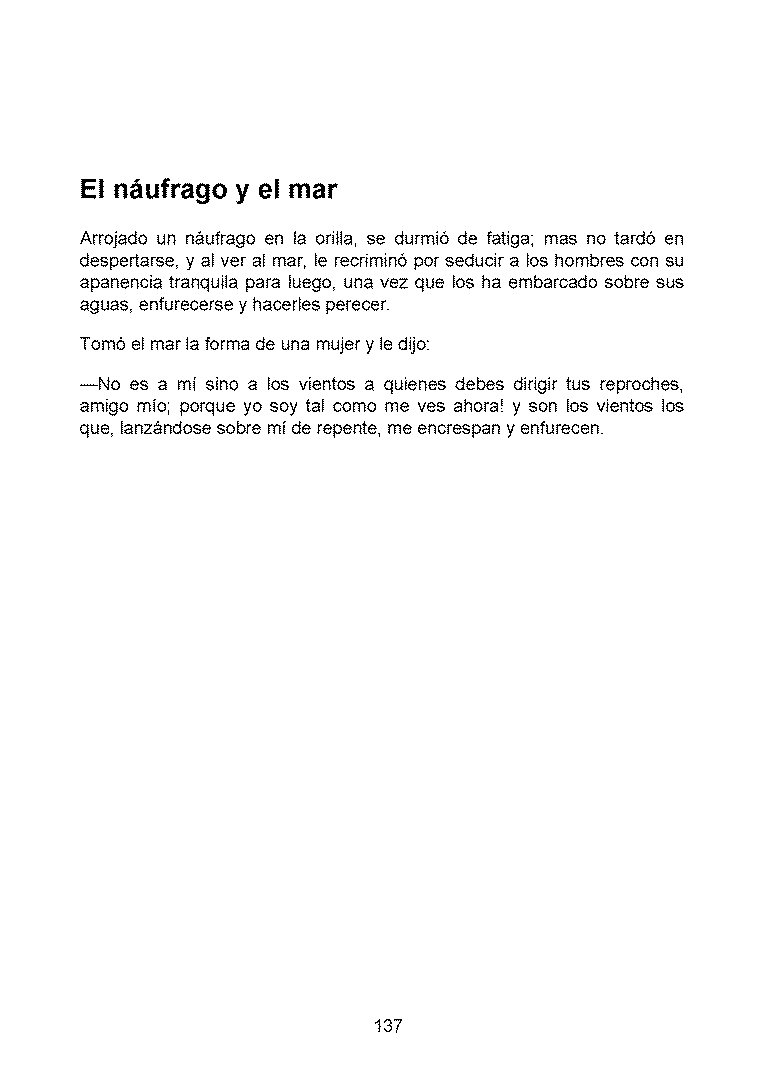 El náufrago y el mar
Arrojado un náufrago en la orilla, se durmió de fatiga; mas no tardó en
despertarse, y al ver al mar, le recriminó por seducir a los hombres con su
apanencia tranquila para luego, una vez que los ha embarcado sobre sus
aguas, enfurecerse y hacerles perecer.
Tomó el mar la forma de una mujer y le dijo:
—No es a mí sino a los vientos a quienes debes dirigir tus reproches,
amigo mío; porque yo soy tal como me ves ahora! y son los vientos los
que, lanzándose sobre mí de repente, me encrespan y enfurecen.
137